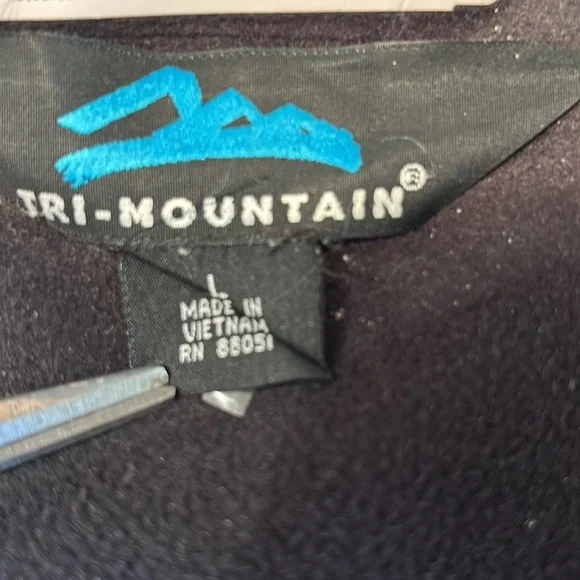 TRI-MOUNTAIN®
L
MADE IN
VIETNAM
RN 88051